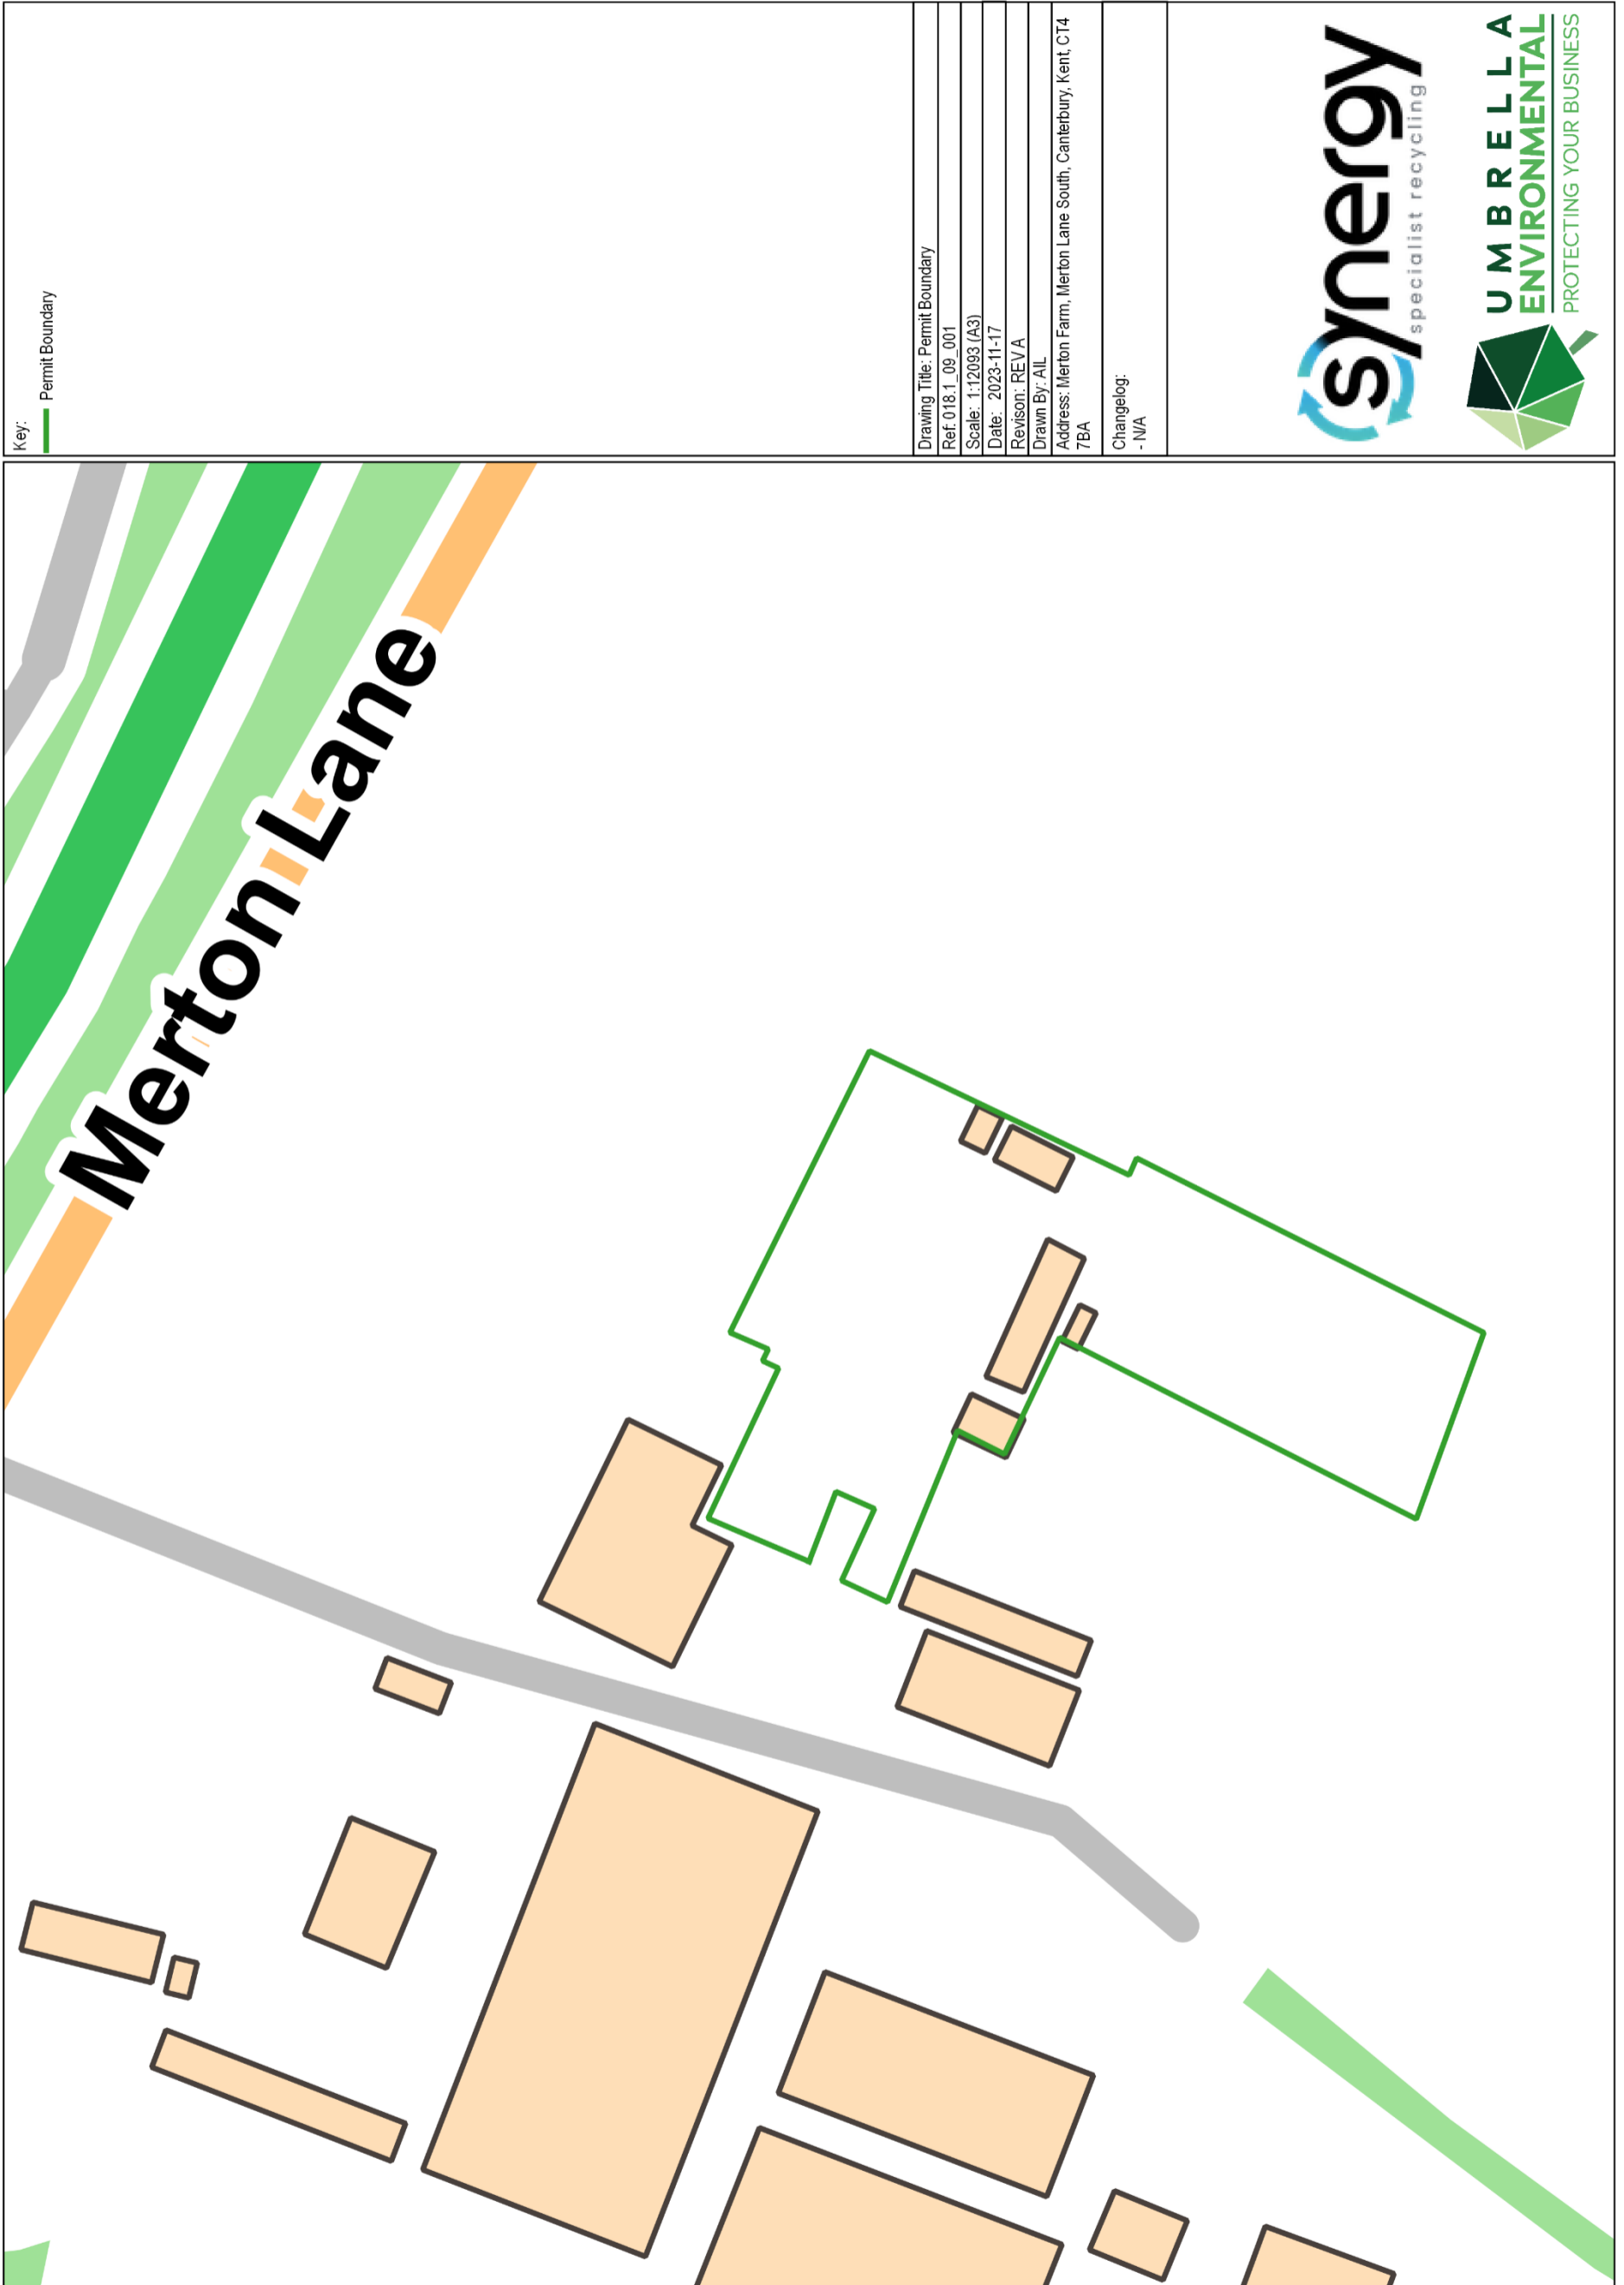 Key:
Permit Boundary
Merton Lane
Drawing Title: Permit Boundary
Ref: 018.1_09_001
Scale: 1:12093 (A3)
Date: 2023-11-17
Revison: REV A
Drawn By: AIL
Address: Merton Farm, Merton Lane South, Canterbury, Kent, CT4
7BA
Changelog:
- N/A
synergy
specialist recycling
UMBRELLA
ENVIRONMENTAL
PROTECTING YOUR BUSINESS